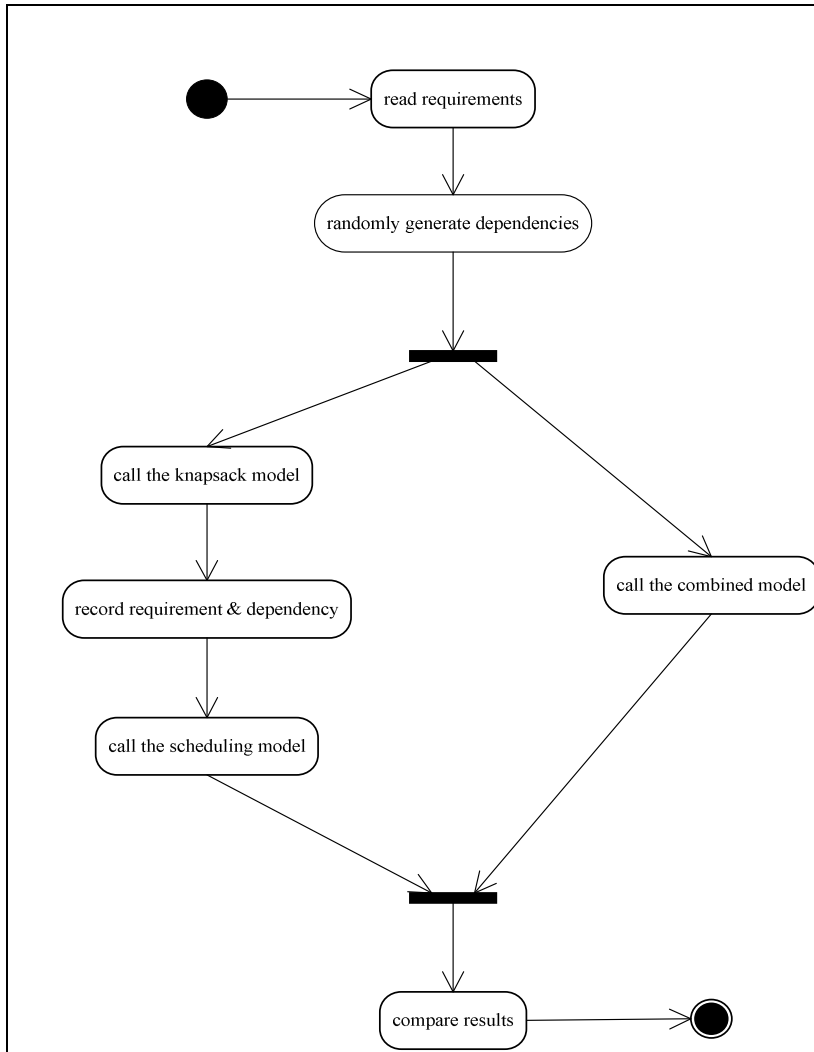 read requirements
randomly generate dependencies
call the knapsack model
call the combined model
record requirement & dependency
call the scheduling model
compare results